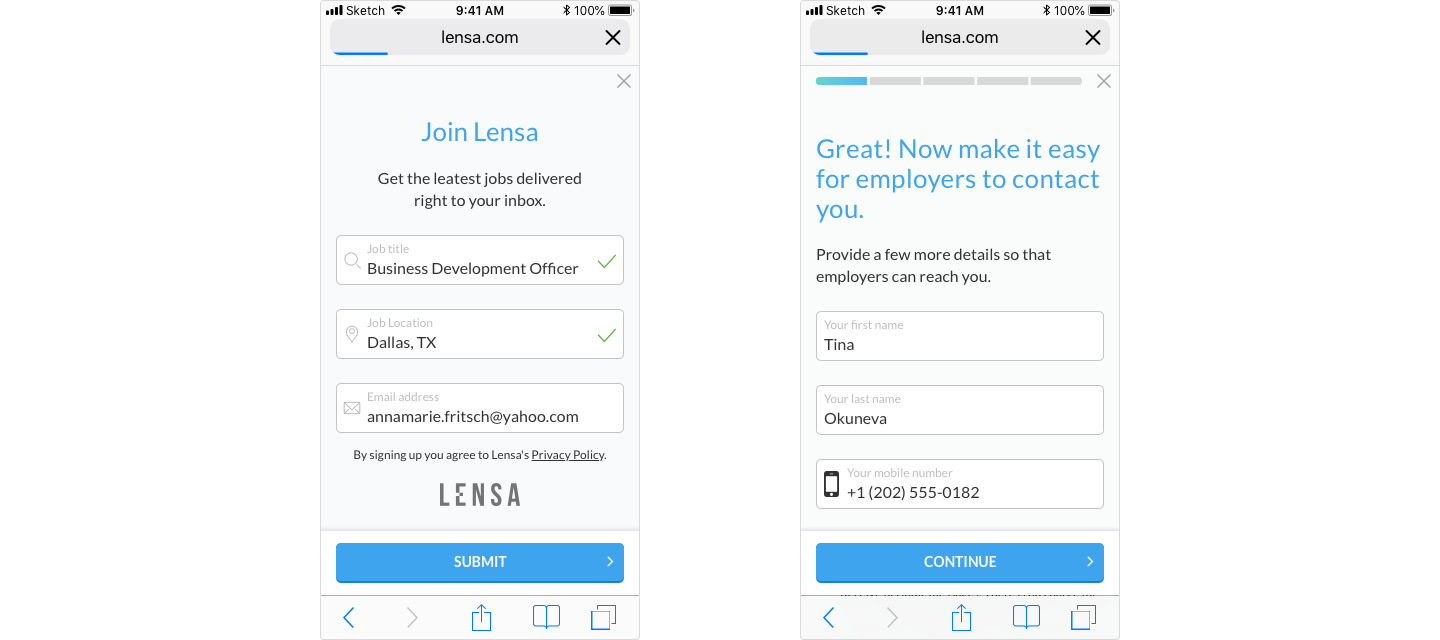 Sketch 9:41 AM 100%
lensa.com
Join Lensa
Get the leatest jobs delivered
right to your inbox.
Job title
Business Development Officer
Job Location
Dallas, TX
Email address
annamarie.fritsch@yahoo.com
By signing up you agree to Lensa's Privacy Policy.
LENSA
SUBMIT
Sketch 9:41 AM 100%
lensa.com
Great! Now make it easy
for employers to contact
you.
Provide a few more details so that
employers can reach you.
Your first name
Tina
Your last name
Okuneva
Your mobile number
+1 (202) 555-0182
CONTINUE